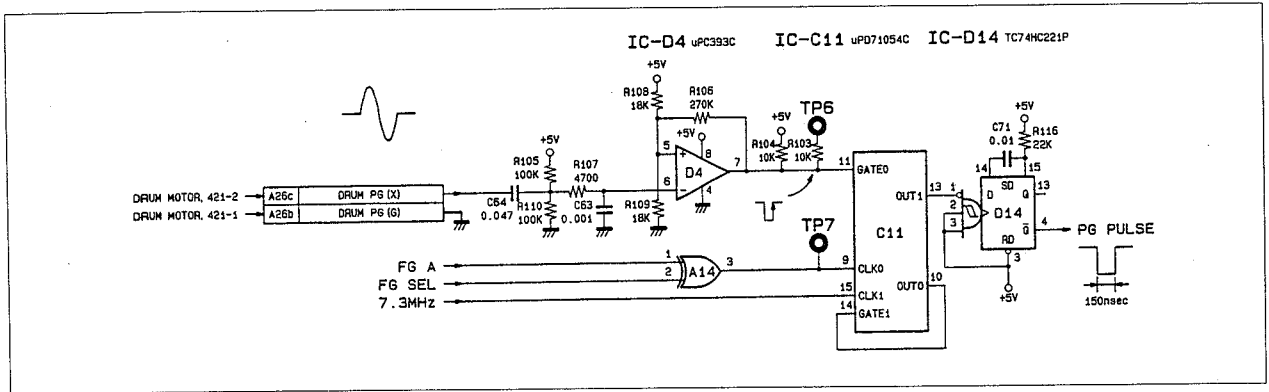 IC-D4 uPC393C IC-C11 uPD71054C IC-D14 TC74HC221P
+5V
R108
18K
R106
270K
+5V
5
+
8
6
−
4
7
D4
R109
18K
+5V
R104
10K
TP6
R103
10K
+5V
R105
100K
R107
4700
C64
0.047
R110
100K
C63
0.001
DRUM MOTOR, 421-2 A26c DRUM PG (X)
DRUM MOTOR, 421-1 A26b DRUM PG (G)
11 GATE0
OUT1 13
C11
TP7
FG A 1
FG SEL 2
A14 3
9 CLK0
7.3MHz 15 CLK1
14 GATE1
OUT0 10
+5V
C71
0.01
R116
22K
14 15
1
2
3
D SD Q 13
D14
Q 4
RD
3
+5V
PG PULSE
150nsec